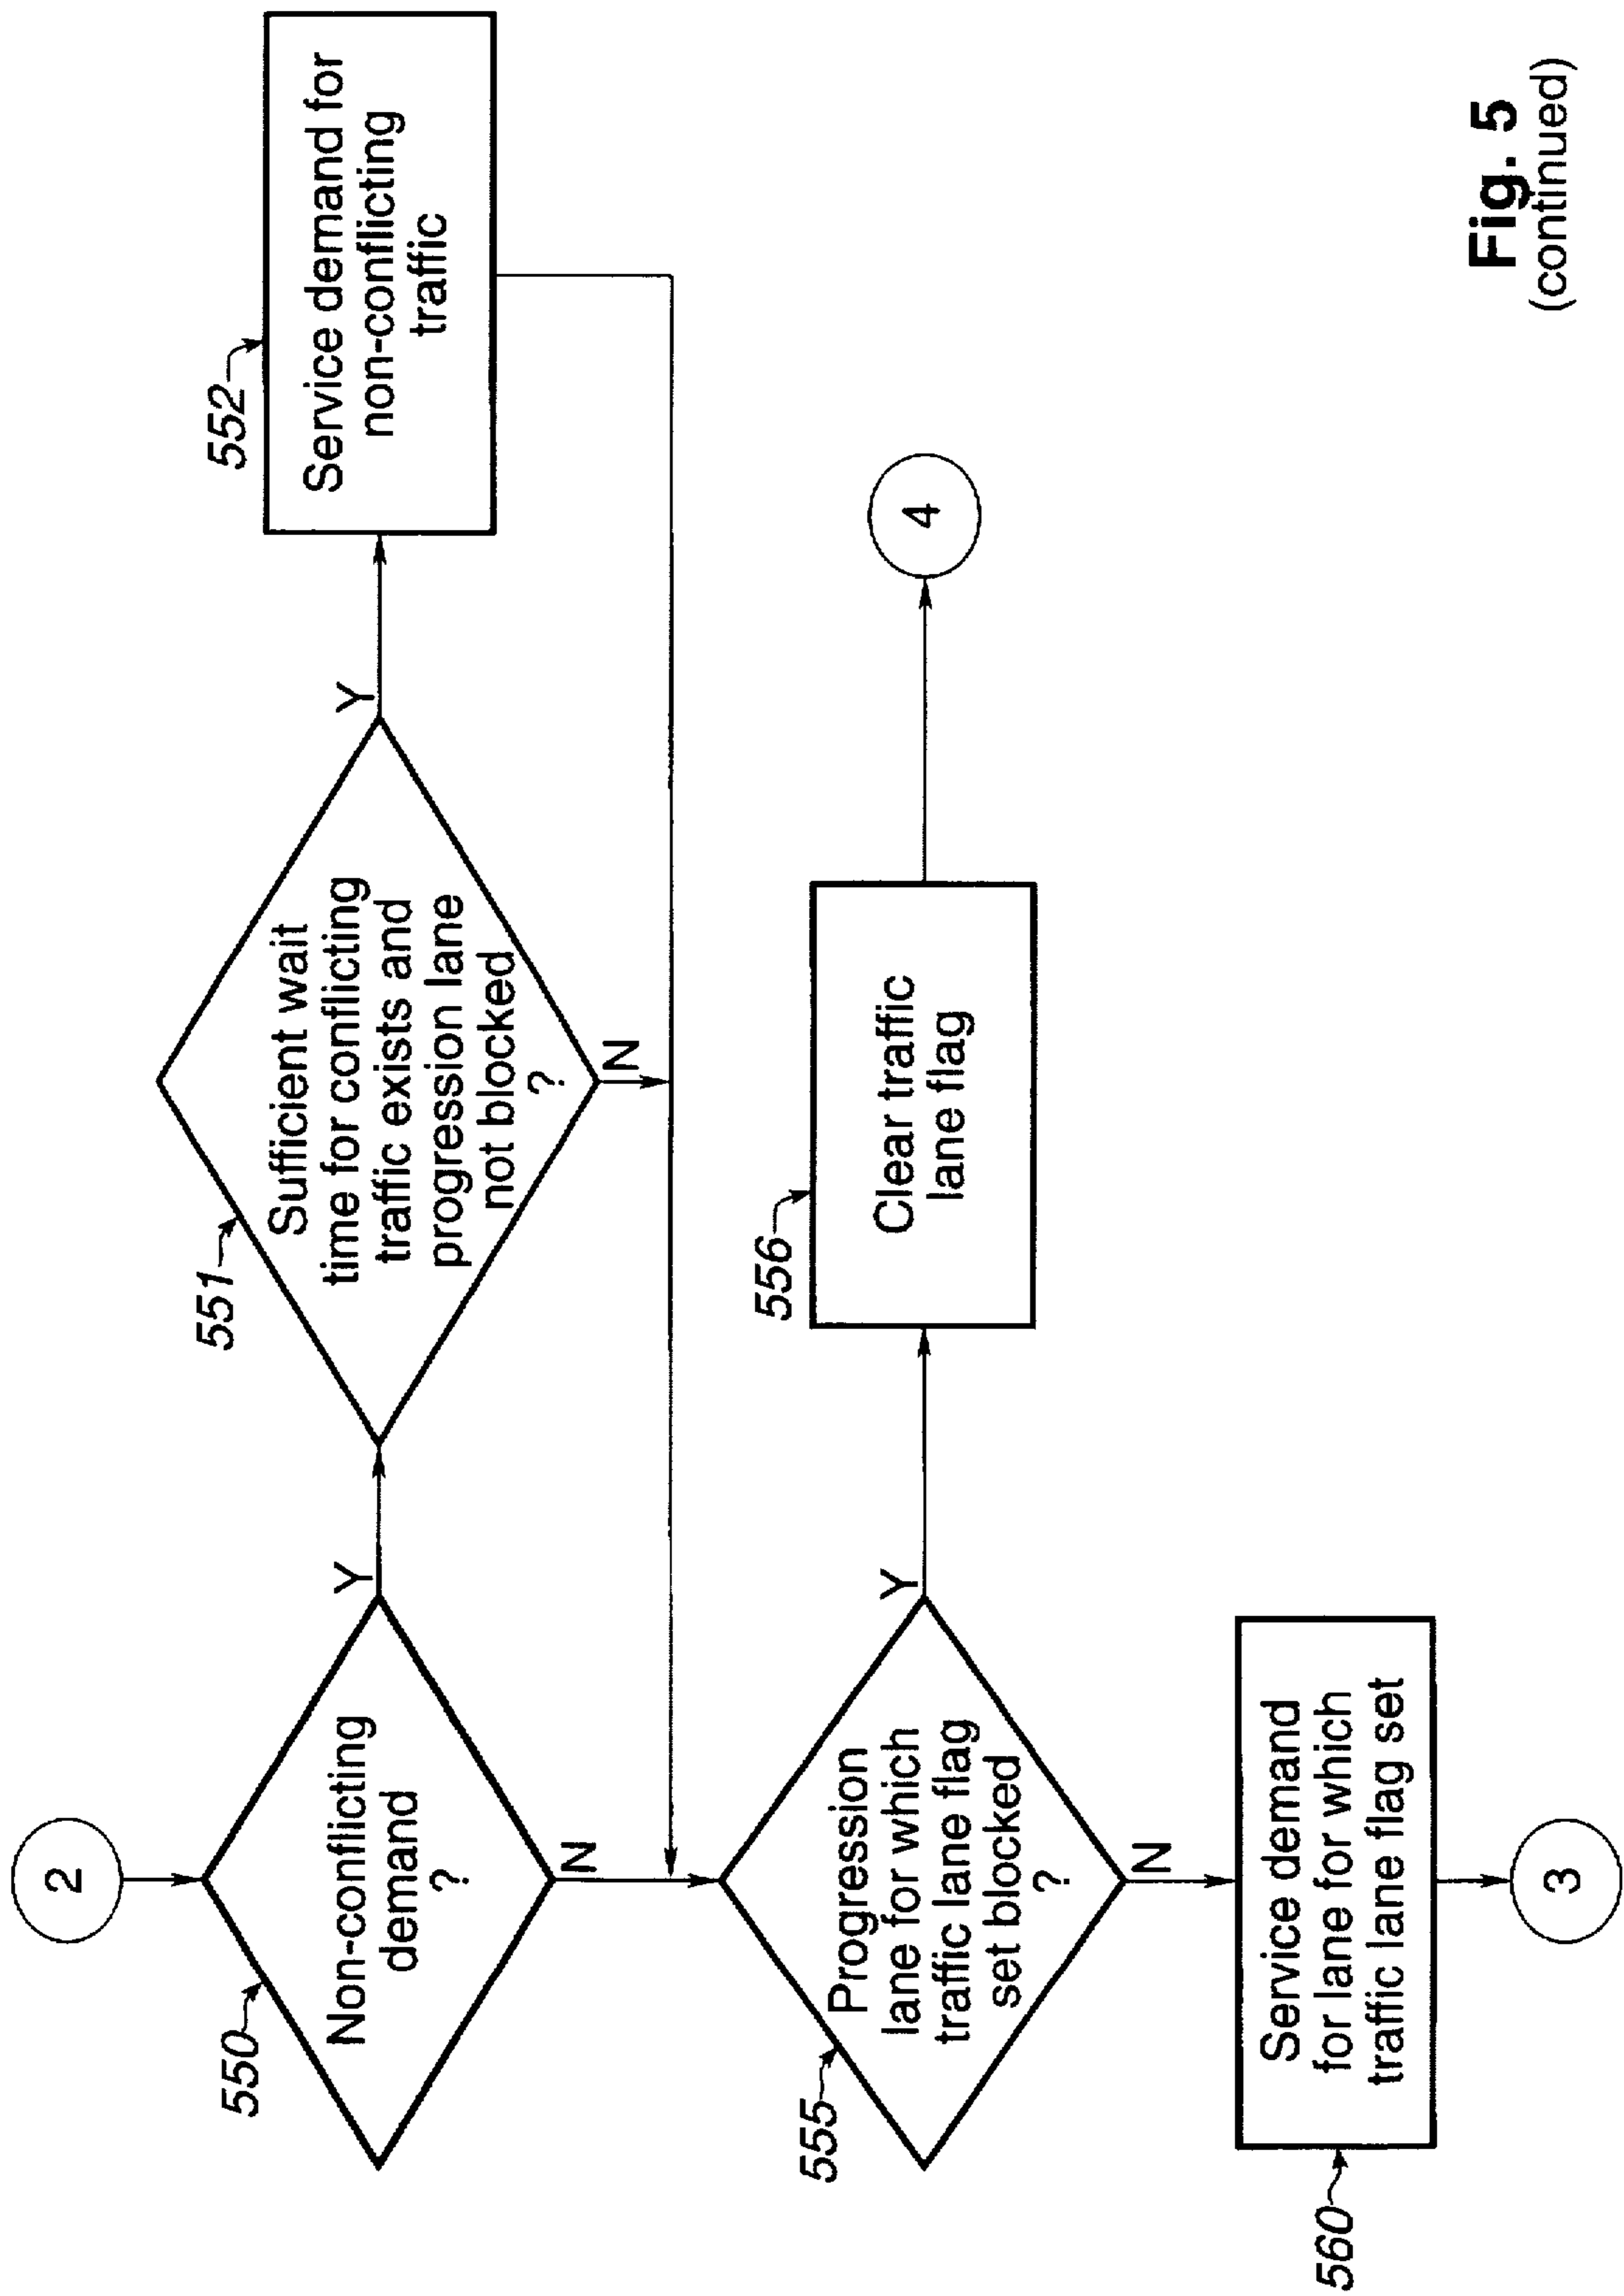 2
550
Non-conflicting
demand
?
Y
N
551
Sufficient wait
time for conflicting
traffic exists and
progression lane
not blocked
?
Y
N
552
Service demand for
non-conflicting
traffic
555
Progression
lane for which
traffic lane flag
set blocked
?
Y
N
556
Clear traffic
lane flag
4
560
Service demand
for lane for which
traffic lane flag set
3
Fig. 5
(continued)